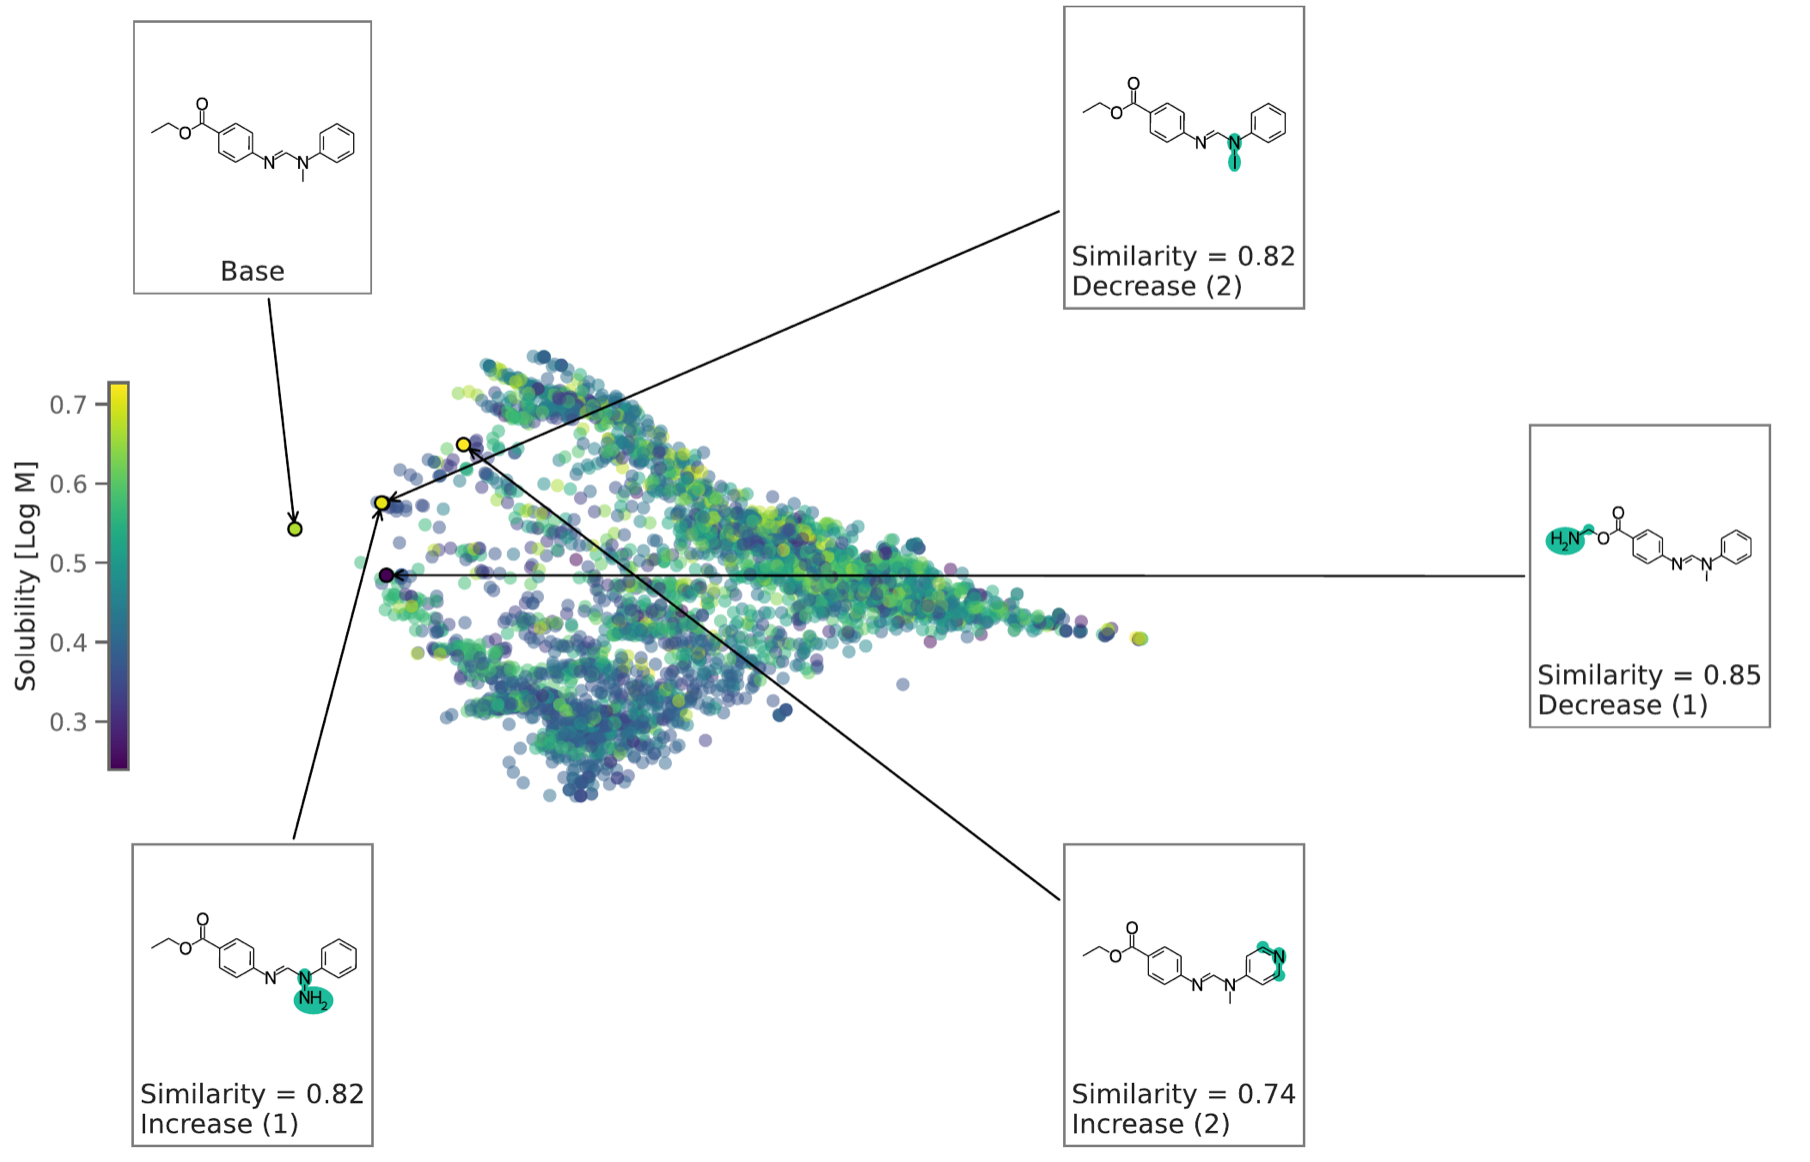 O
O
N
N
Base
O
O
N
N
Similarity = 0.82
Decrease (2)
Solubility [Log M]
0.7
0.6
0.5
0.4
0.3
H2N
O
O
N
N
Similarity = 0.85
Decrease (1)
O
O
N
N
NH2
Similarity = 0.82
Increase (1)
O
O
N
N
N
Similarity = 0.74
Increase (2)